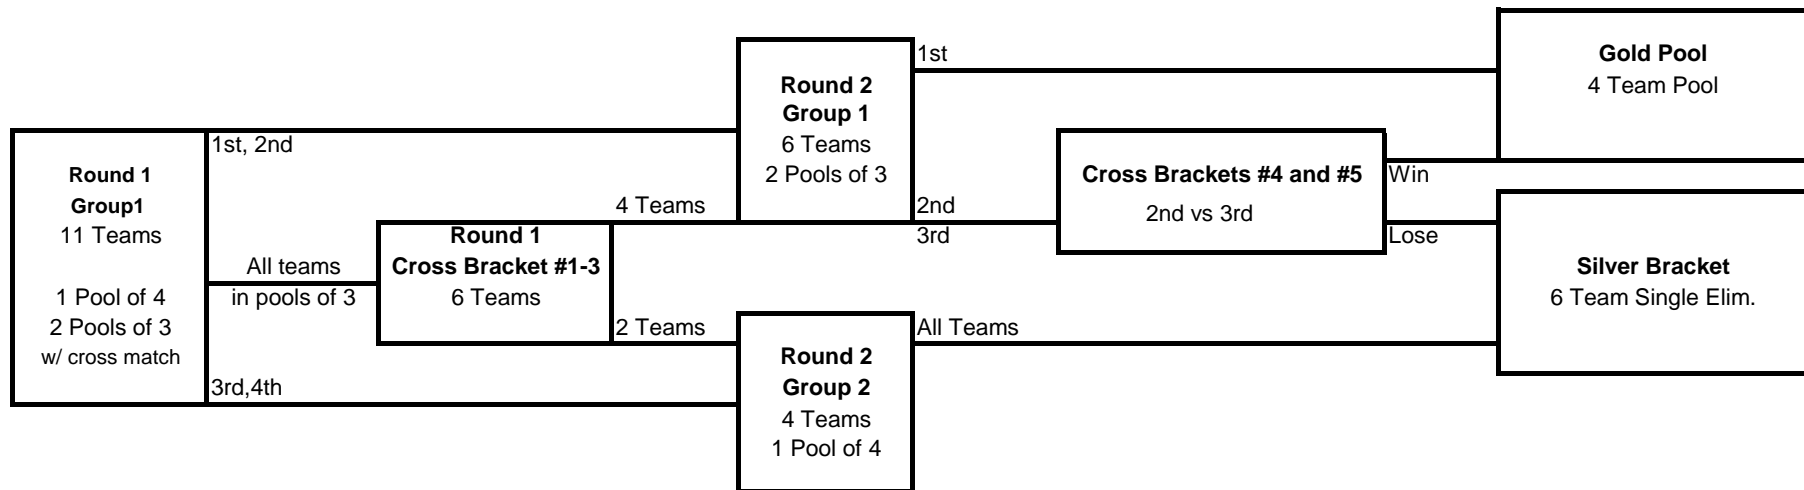 Round 1
Group1
11 Teams
1 Pool of 4
2 Pools of 3
w/ cross match
1st, 2nd
All teams
in pools of 3
3rd,4th
Round 1
Cross Bracket #1-3
6 Teams
4 Teams
2 Teams
Round 2
Group 1
6 Teams
2 Pools of 3
Round 2
Group 2
4 Teams
1 Pool of 4
1st
2nd
3rd
All Teams
Cross Brackets #4 and #5
2nd vs 3rd
Win
Lose
Gold Pool
4 Team Pool
Silver Bracket
6 Team Single Elim.